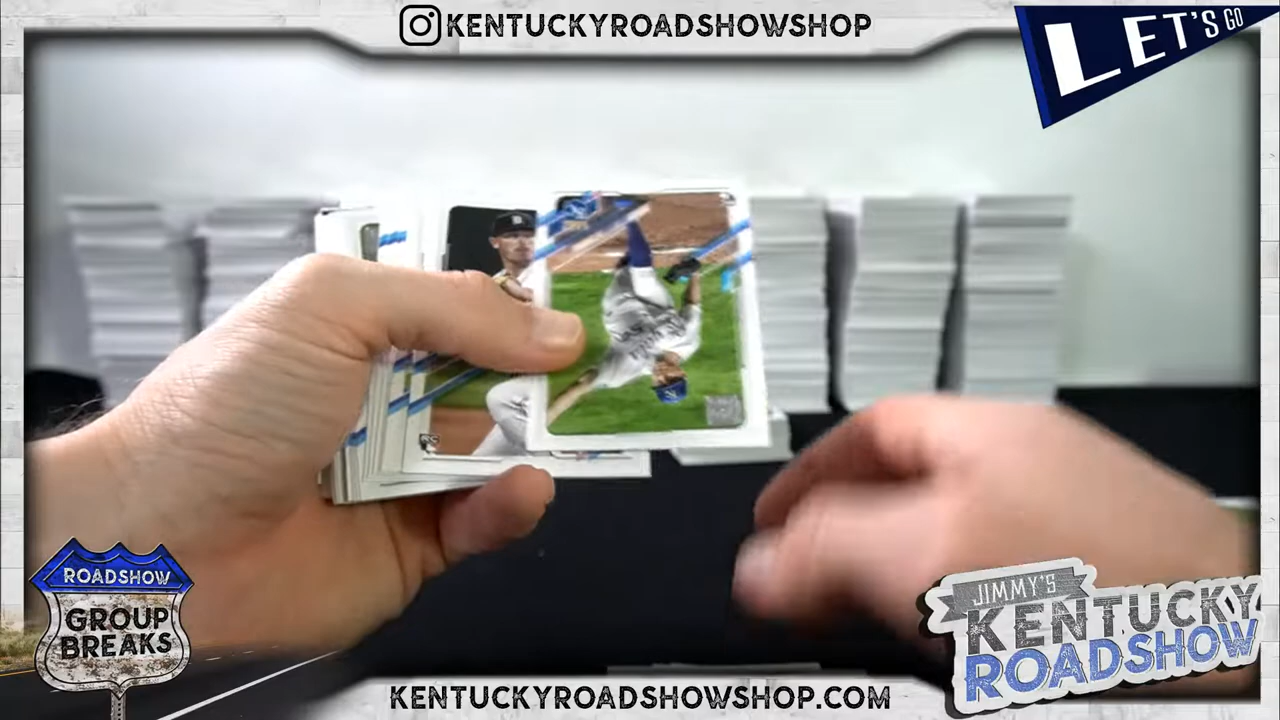 KENTUCKYROADSHOWSHOP
LET'S GO
ROADSHOW
GROUP
BREAKS
JIMMY'S
KENTUCKY
ROADSHOW
KENTUCKYROADSHOWSHOP.COM